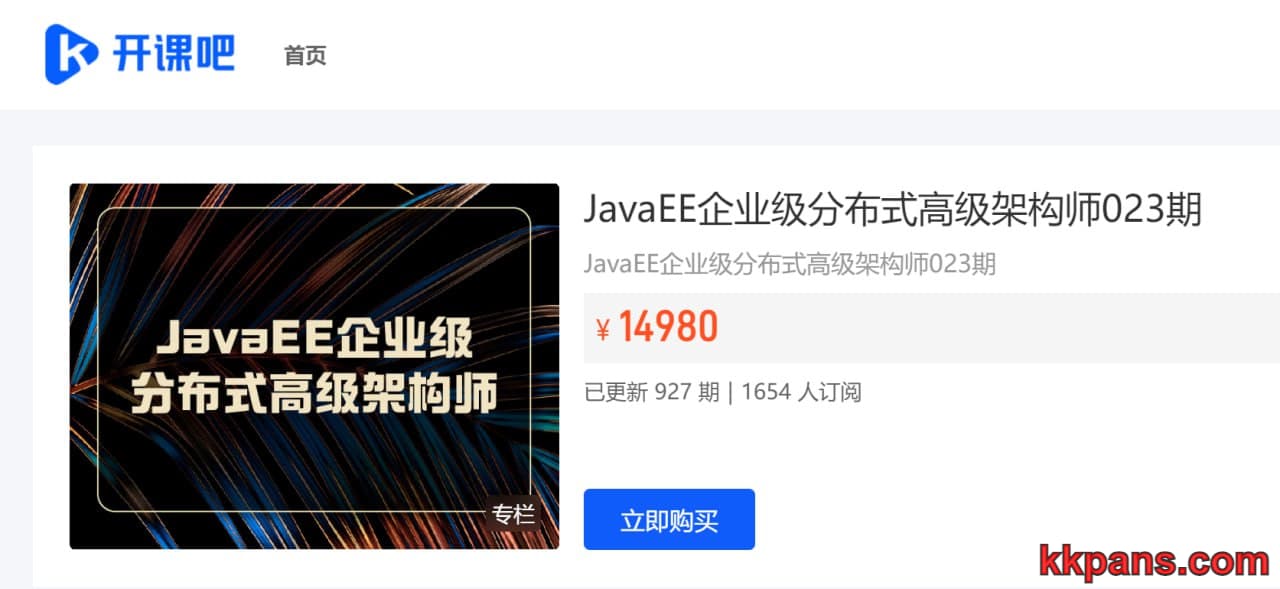 开课吧
首页
JavaEE企业级
分布式高级架构师
专栏
JavaEE企业级分布式高级架构师023期
JavaEE企业级分布式高级架构师023期
¥ 14980
已更新 927 期 | 1654 人订阅
立即购买
kkpans.com